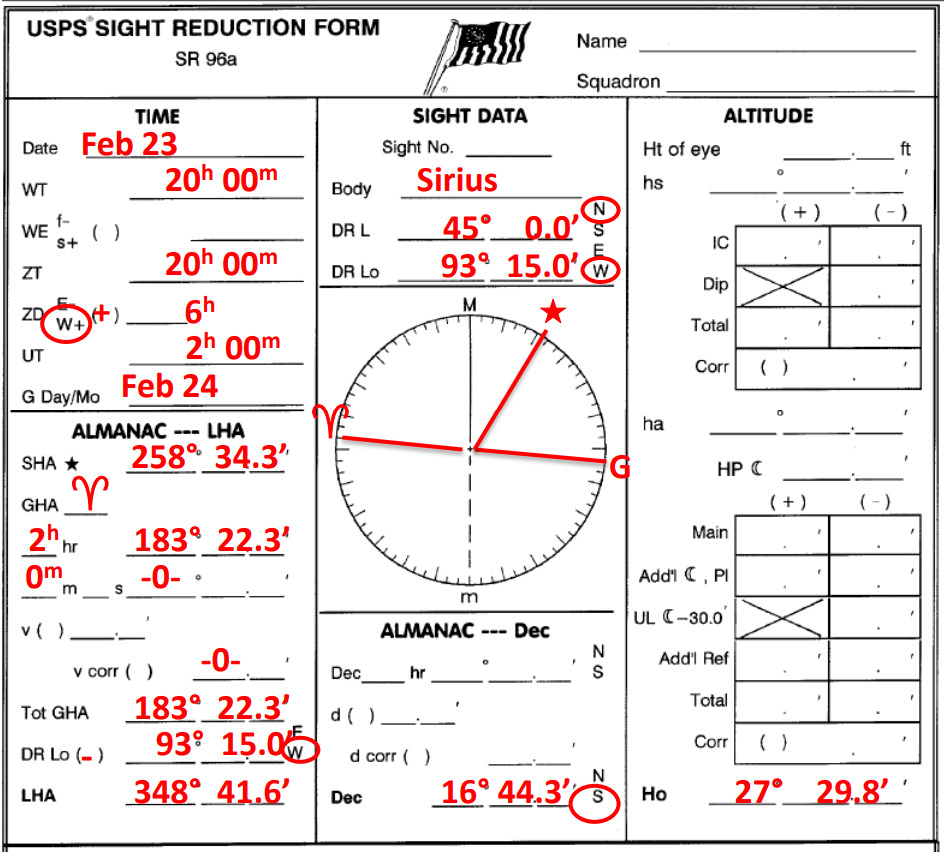 USPS® SIGHT REDUCTION FORM
SR 96a
®
Name
Squadron
TIME
Date Feb 23
WT 20h 00m
WE f- s+ ( )
ZT 20h 00m
ZD E- W+ (+) 6h
UT 2h 00m
G Day/Mo Feb 24
ALMANAC --- LHA
SHA ★ 258° 34.3′
GHA ♈
2h hr 183° 22.3′
0m m s -0- ° . ′
v ( ) . ′
v corr ( ) -0- . ′
Tot GHA 183° 22.3′
DR Lo (-) 93° 15.0′ E W
LHA 348° 41.6′
SIGHT DATA
Sight No.
Body Sirius
DR L 45° 0.0′ N S
DR Lo 93° 15.0′ E W
M
★
♈
G
m
ALMANAC --- Dec
Dec hr ° . ′ N S
d ( ) . ′
d corr ( ) . ′
Dec 16° 44.3′ N S
ALTITUDE
Ht of eye . ft
hs ° . ′
(+) (-)
IC . ′ . ′
Dip . ′
Total . ′ . ′
Corr ( ) . ′
ha ° . ′
HP ☾ . ′
(+) (-)
Main . ′ . ′
Add'l ☾, Pl . ′ . ′
UL ☾-30.0′ . ′
Add'l Ref . ′ . ′
Total . ′ . ′
Corr ( ) . ′
Ho 27° 29.8′